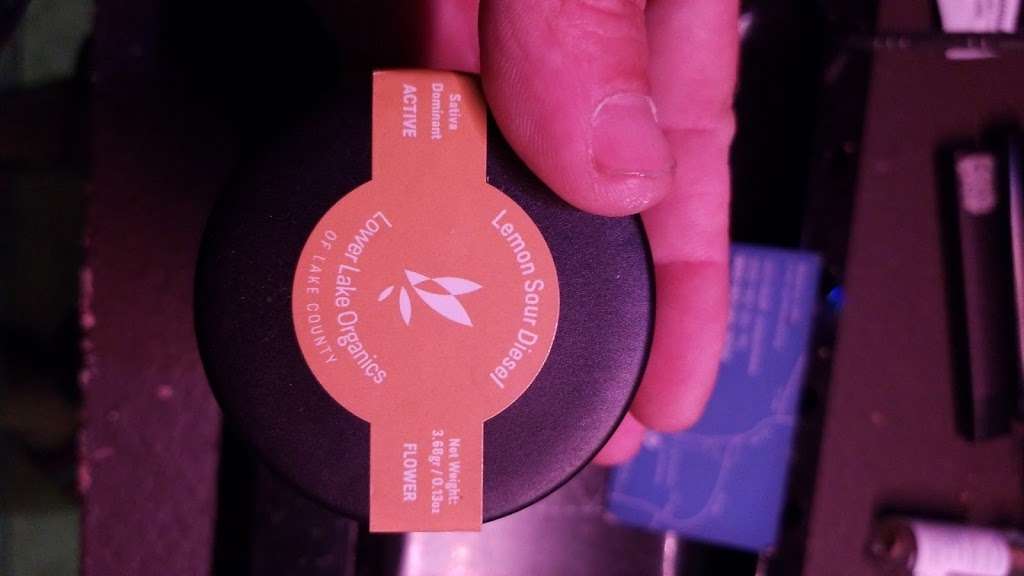 Sativa
Dominant
ACTIVE
Lemon Sour Diesel
Lower Lake Organics
OF LAKE COUNTY
Net Weight:
3.68gr / 0.13oz
FLOWER